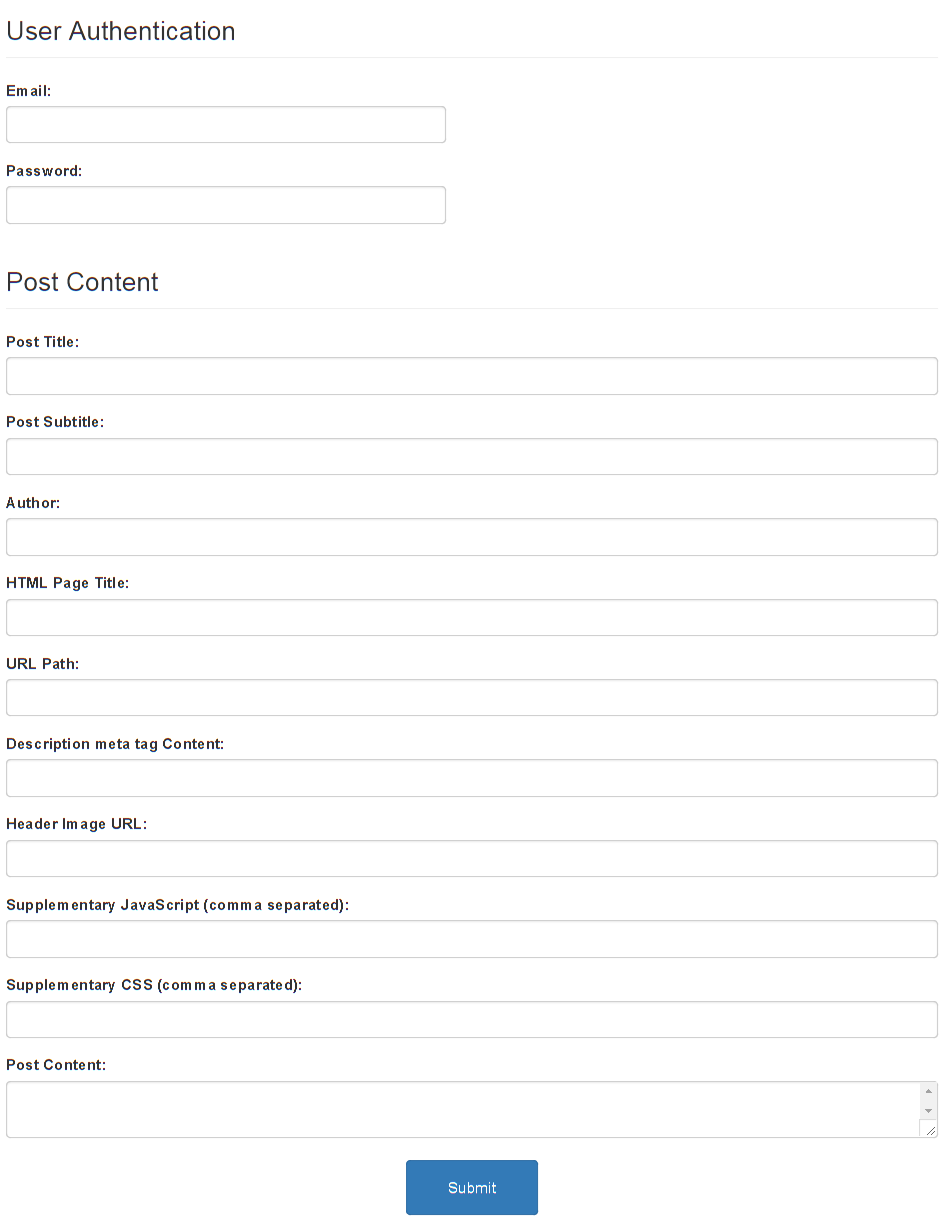 User Authentication
Email:
Password:
Post Content
Post Title:
Post Subtitle:
Author:
HTML Page Title:
URL Path:
Description meta tag Content:
Header Image URL:
Supplementary JavaScript (comma separated):
Supplementary CSS (comma separated):
Post Content:
Submit